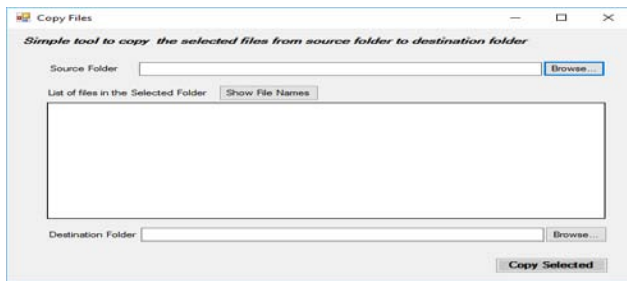 Copy Files
Simple tool to copy the selected files from source folder to destination folder
Source Folder Browse...
List of files in the Selected Folder Show File Names
Destination Folder Browse...
Copy Selected